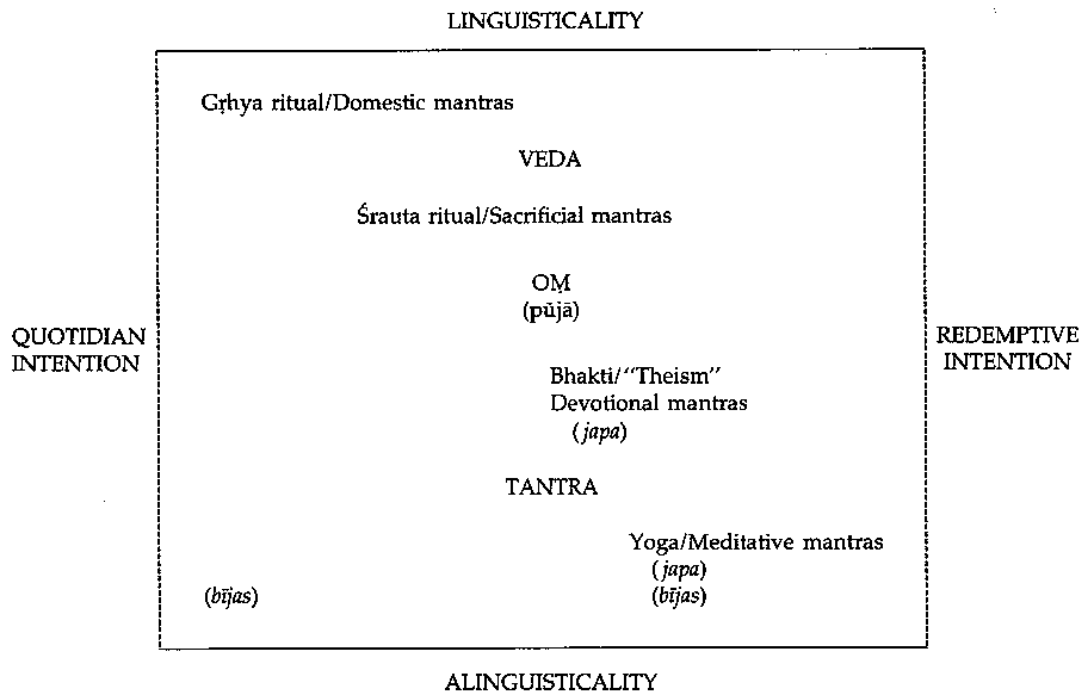 LINGUISTICALITY
Gṛhya ritual/Domestic mantras
VEDA
Śrauta ritual/Sacrificial mantras
OṂ
(pūjā)
QUOTIDIAN
INTENTION
REDEMPTIVE
INTENTION
Bhakti/“Theism”
Devotional mantras
(japa)
TANTRA
Yoga/Meditative mantras
(japa)
(bījas)
(bījas)
ALINGUISTICALITY